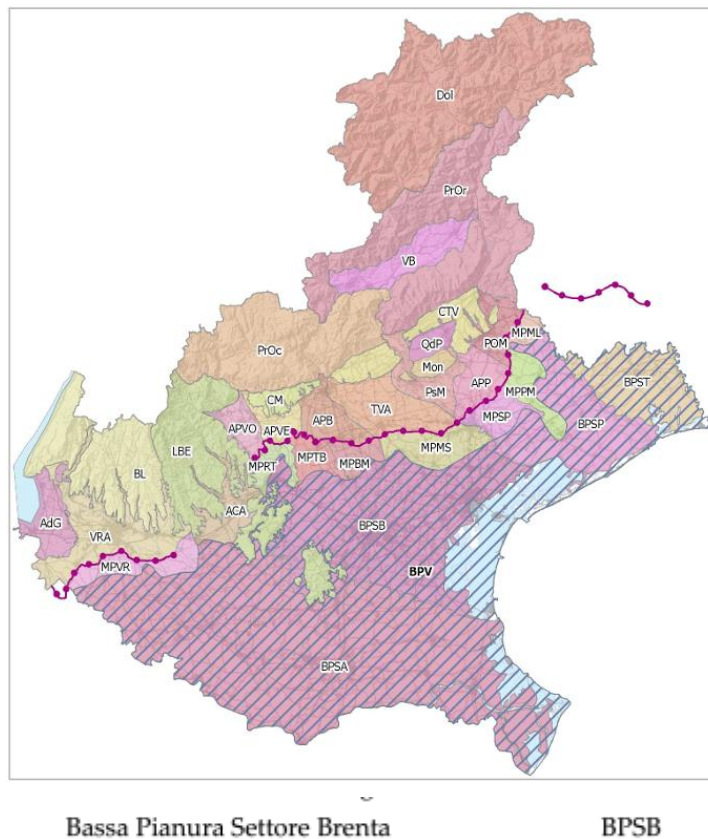 Dol
PrOr
VB
CTV
MPML
PrOc
QdP
POM
Mon
BPST
CM
PsM
APP
MPPM
APB
TVA
APVO
APVE
MPSP
BPSP
LBE
MPMS
MPRT
MPTB
MPBM
BL
ACA
AdG
BPSB
VRA
MPVR
BPV
BPSA
Bassa Pianura Settore Brenta BPSB